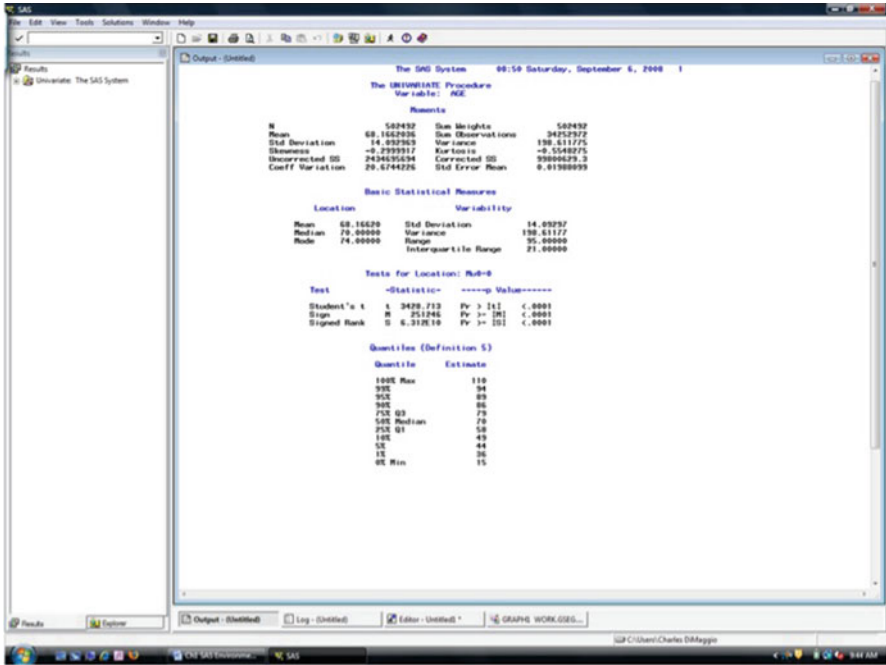 SAS
File Edit View Tools Solutions Window Help
Results
Results
Univariate: The SAS System
Output - (Untitled)
The SAS System 08:50 Saturday, September 6, 2008 1
The UNIVARIATE Procedure
Variable: AGE
Moments
N 502492 Sum Weights 502492
Mean 68.1662036 Sum Observations 34252972
Std Deviation 14.092969 Variance 198.611775
Skewness -0.2999917 Kurtosis -0.5548275
Uncorrected SS 2434695694 Corrected SS 99800629.3
Coeff Variation 20.6744226 Std Error Mean 0.01988099
Basic Statistical Measures
Location Variability
Mean 68.16620 Std Deviation 14.09297
Median 70.00000 Variance 198.61177
Mode 74.00000 Range 95.00000
Interquartile Range 21.00000
Tests for Location: Mu0=0
Test -Statistic- -----p Value------
Student's t t 3428.713 Pr > |t| <.0001
Sign M 251246 Pr >= |M| <.0001
Signed Rank S 6.312E10 Pr >= |S| <.0001
Quantiles (Definition 5)
Quantile Estimate
100% Max 110
99% 94
95% 89
90% 86
75% Q3 79
50% Median 70
25% Q1 58
10% 49
5% 44
1% 36
0% Min 15
Results Explorer Output - (Untitled) Log - (Untitled) Editor - Untitled1 * GRAPHS WORK.GSEG...
C:\Users\Charles DiMaggio
Ch1 SAS Environme... SAS 9:44 AM